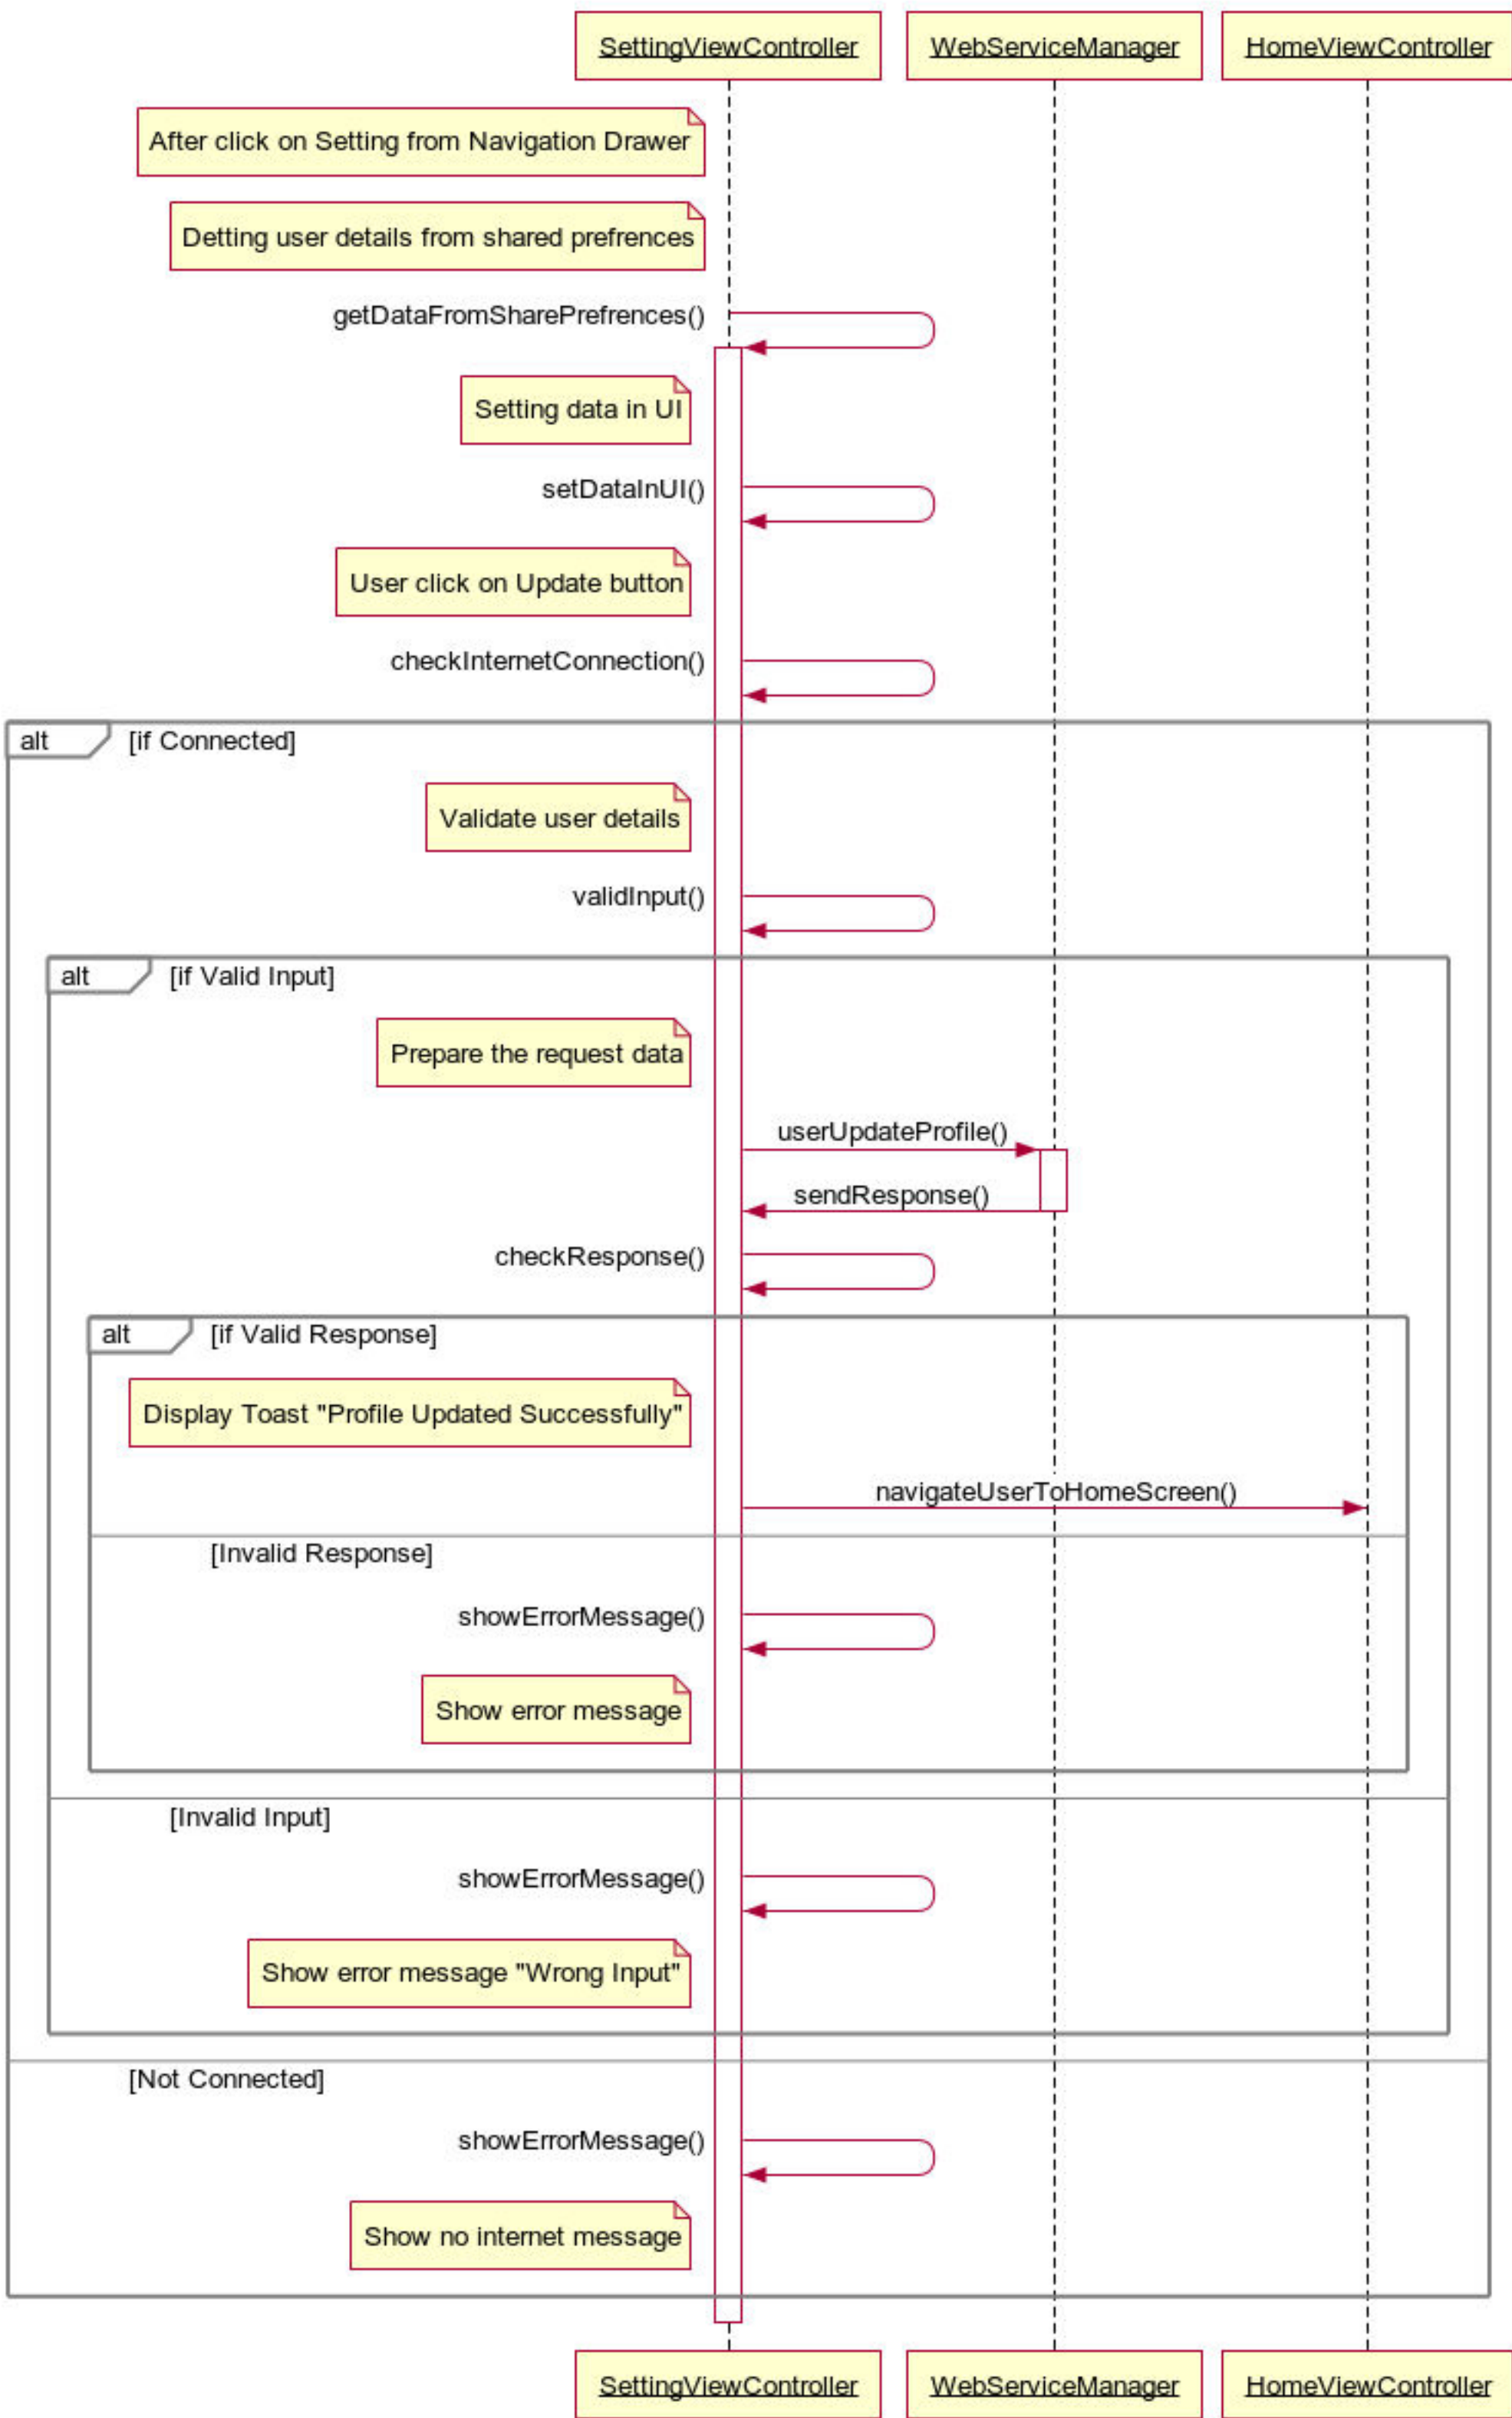 SettingViewController
WebServiceManager
HomeViewController
After click on Setting from Navigation Drawer
Detting user details from shared prefrences
getDataFromSharePrefrences()
Setting data in UI
setDataInUI()
User click on Update button
checkInternetConnection()
alt
[if Connected]
Validate user details
validInput()
alt
[if Valid Input]
Prepare the request data
userUpdateProfile()
sendResponse()
checkResponse()
alt
[if Valid Response]
Display Toast "Profile Updated Successfully"
navigateUserToHomeScreen()
[Invalid Response]
showErrorMessage()
Show error message
[Invalid Input]
showErrorMessage()
Show error message "Wrong Input"
[Not Connected]
showErrorMessage()
Show no internet message
SettingViewController
WebServiceManager
HomeViewController